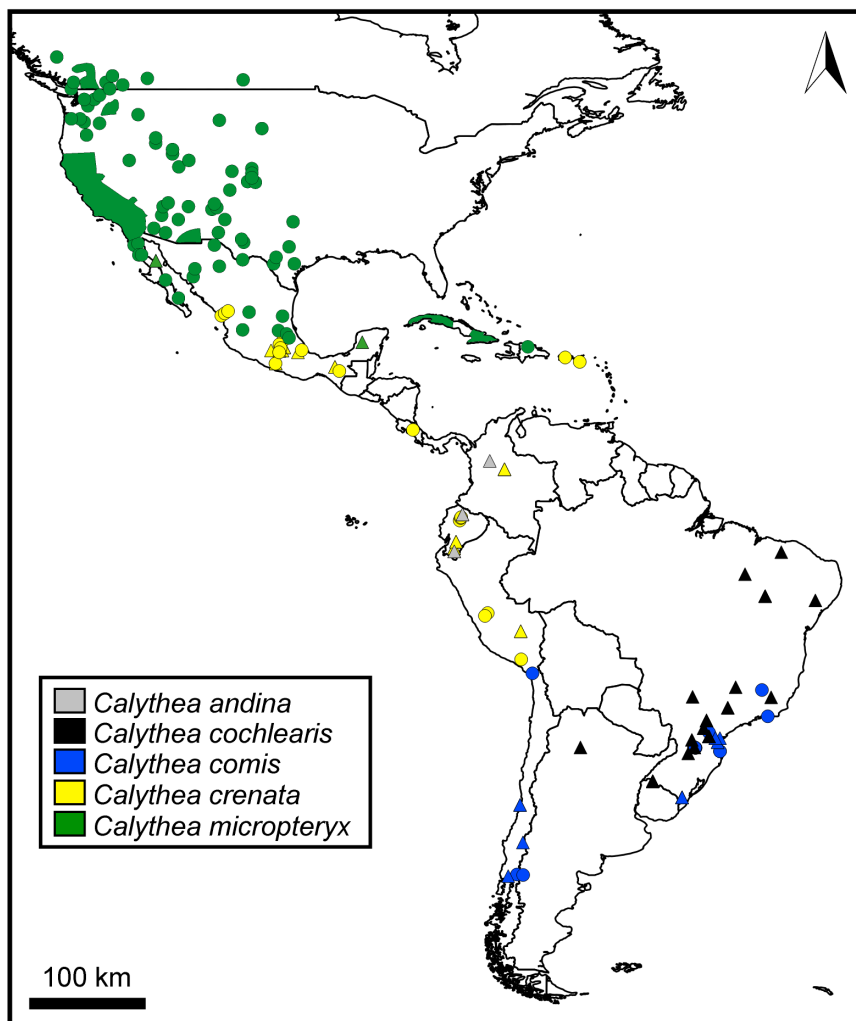 Calythea andina
Calythea cochlearis
Calythea comis
Calythea crenata
Calythea micropteryx
100 km